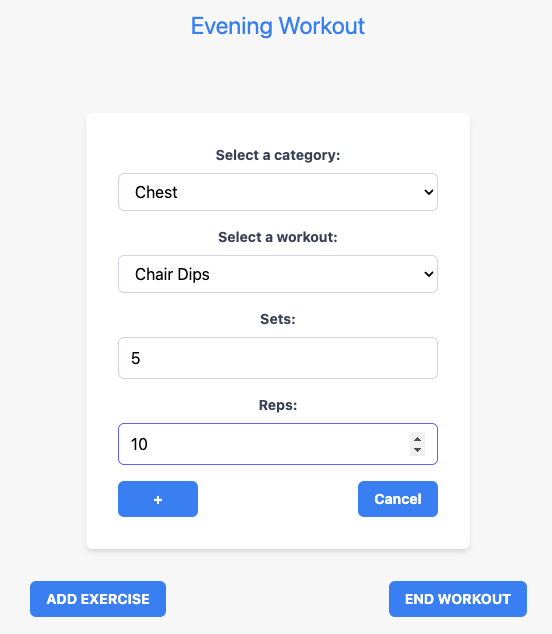 Evening Workout
Select a category:
Chest
Select a workout:
Chair Dips
Sets:
5
Reps:
10
+ Cancel
ADD EXERCISE END WORKOUT